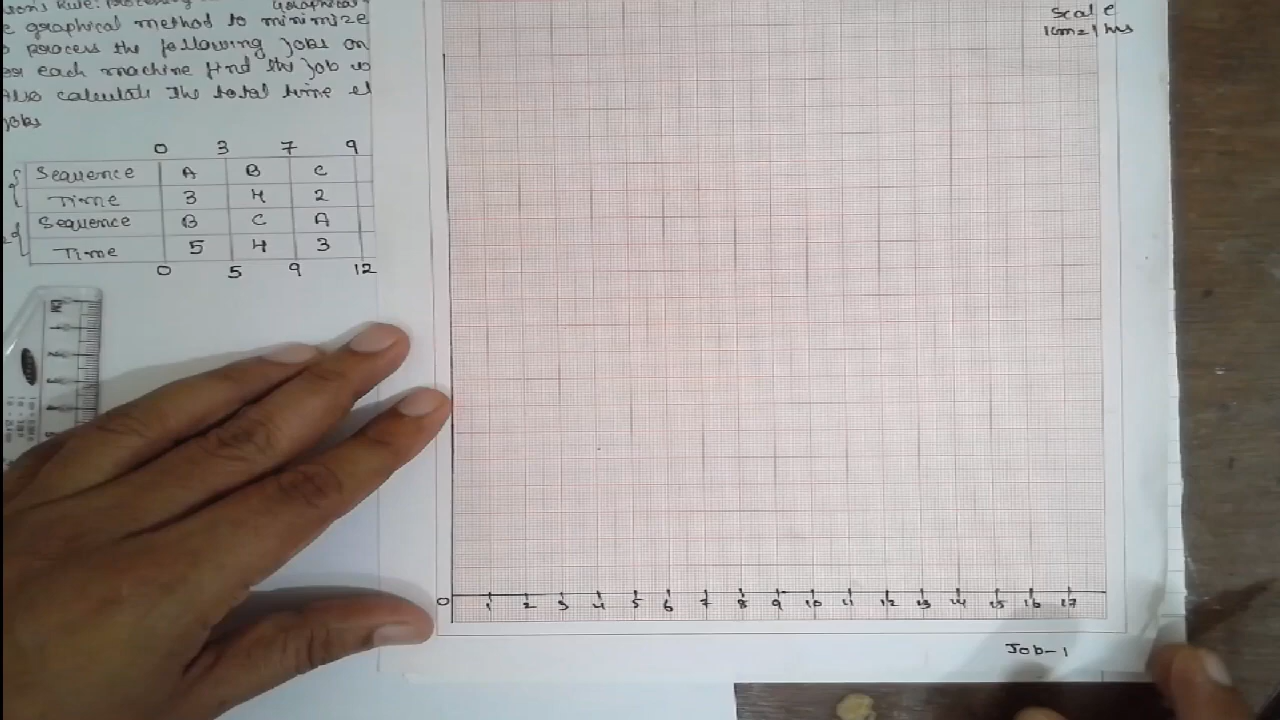 graphical method to minimize
process the following jobs on
each machine find the job
Also calculate the total time el
jobs
0 3 7 9
Sequence A B C
Time 3 4 2
Sequence B C A
Time 5 4 3
0 5 9 12
Scale
1cm=1hrs
0 1 2 3 4 5 6 7 8 9 10 11 12 13 14 15 16 17
Job-1